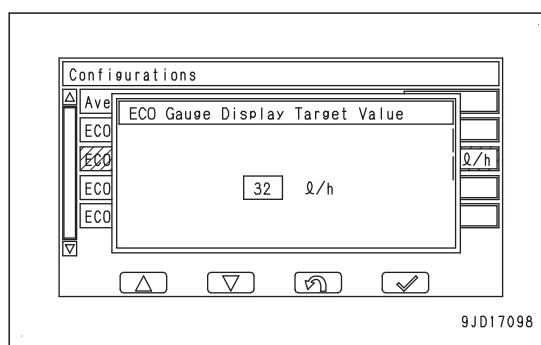 Configurations
Ave
ECO Gauge Display Target Value
ECO
ECO
ℓ/h
32 ℓ/h
ECO
ECO
9JD17098